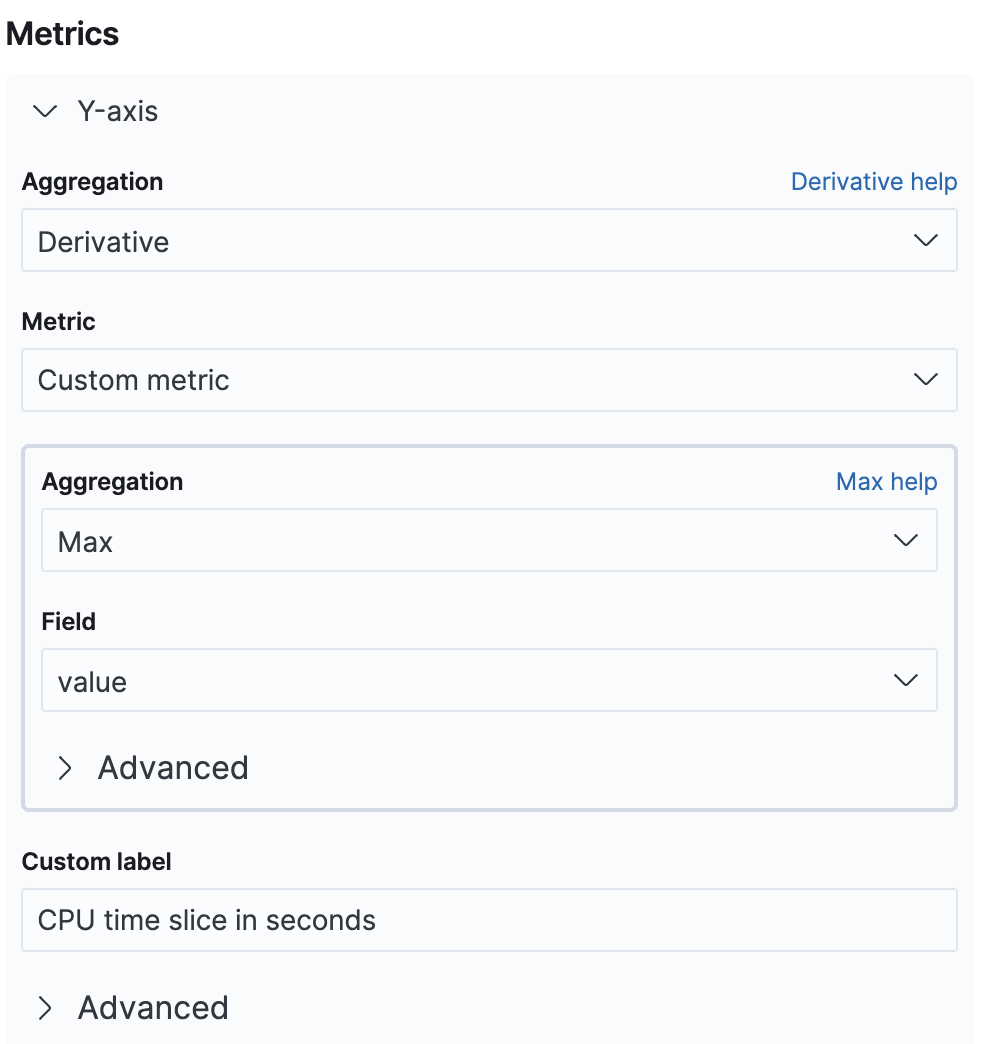 Metrics
Y-axis
Aggregation Derivative help
Derivative
Metric
Custom metric
Aggregation Max help
Max
Field
value
Advanced
Custom label
CPU time slice in seconds
Advanced